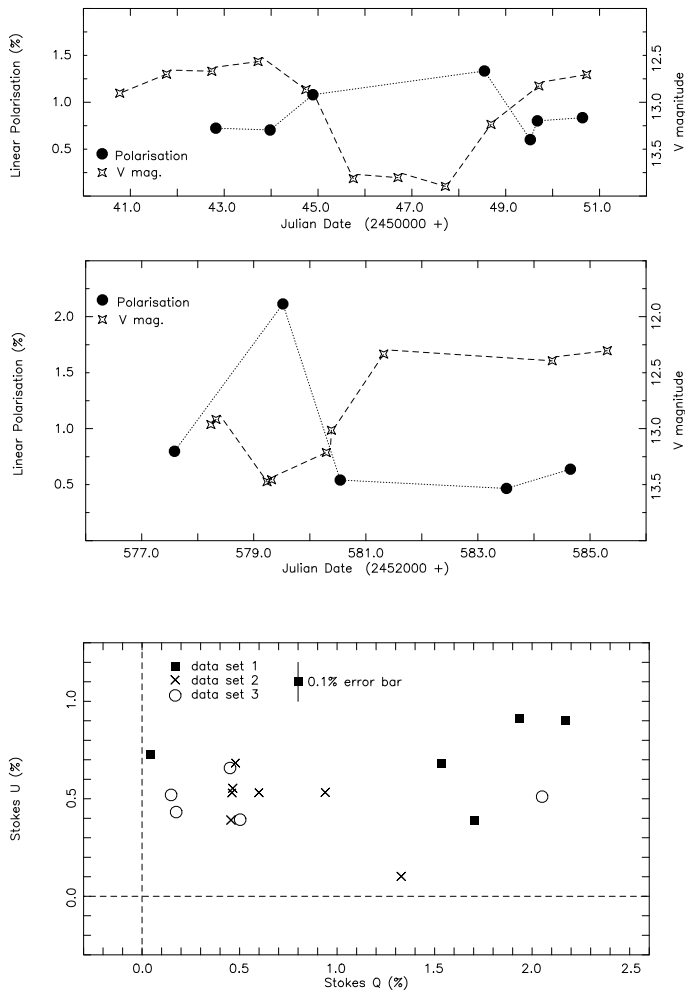 Linear Polarisation (%)
1.5
1.0
0.5
12.5
13.0
13.5
V magnitude
Polarisation
V mag.
41.0 43.0 45.0 47.0 49.0 51.0
Julian Date (2450000 +)
Linear Polarisation (%)
2.0
1.5
1.0
0.5
12.0
12.5
13.0
13.5
V magnitude
Polarisation
V mag.
577.0 579.0 581.0 583.0 585.0
Julian Date (2452000 +)
Stokes U (%)
1.0
0.5
0.0
data set 1
data set 2
data set 3
0.1% error bar
0.0 0.5 1.0 1.5 2.0 2.5
Stokes Q (%)